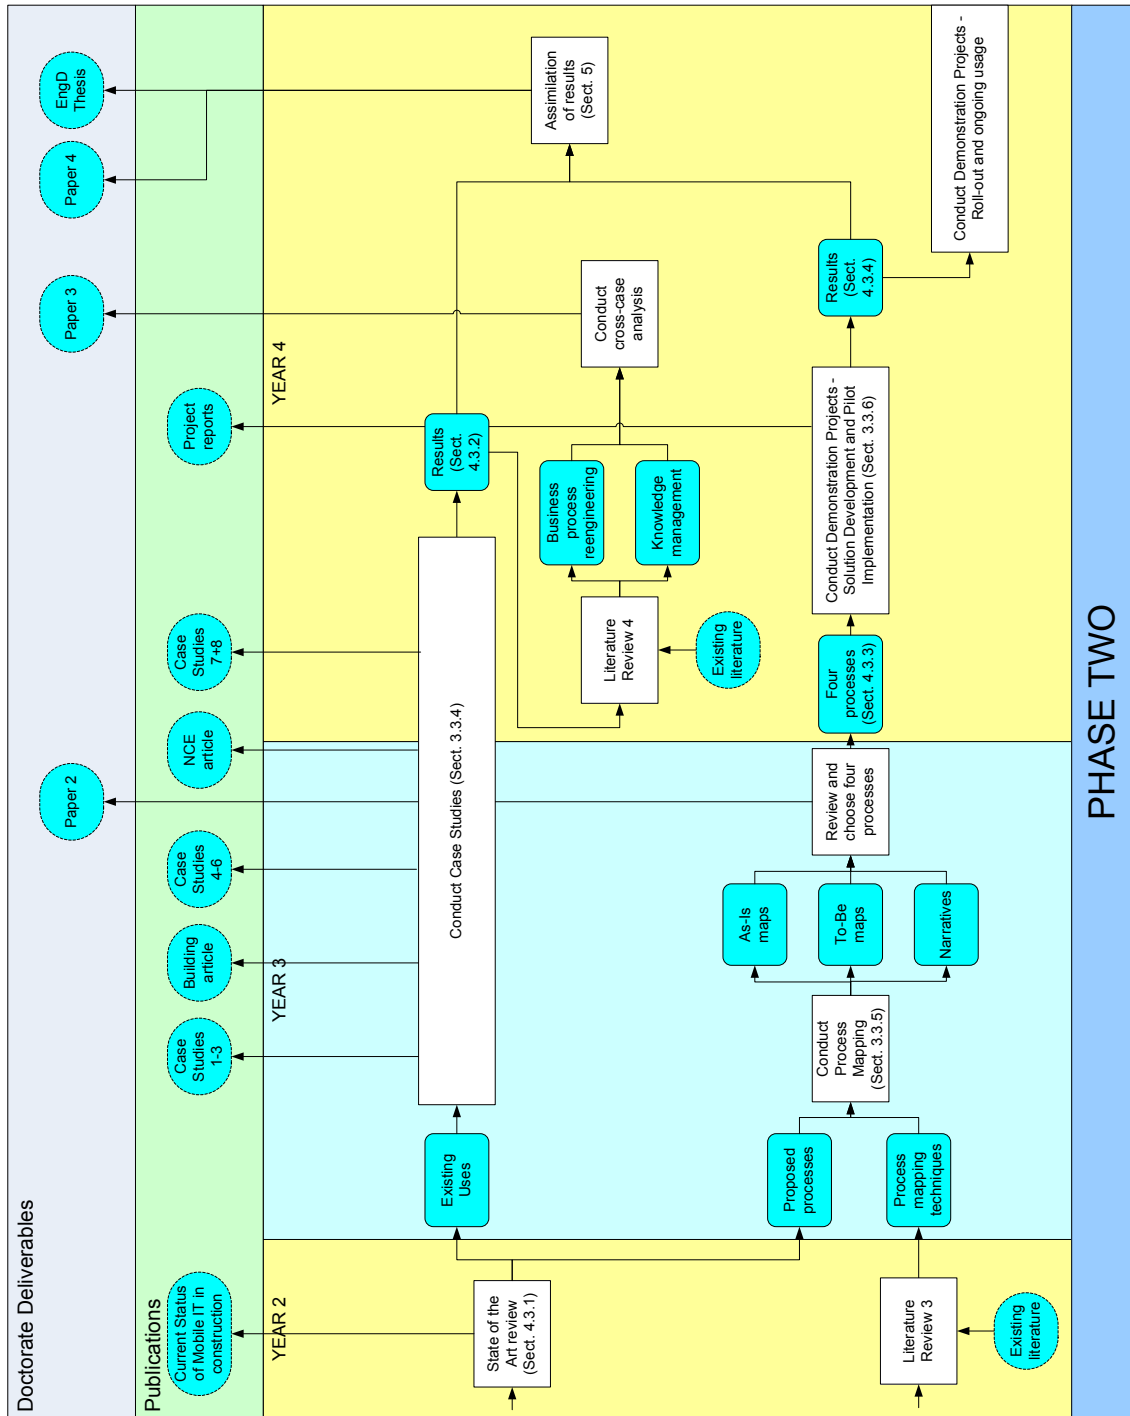 Doctorate Deliverables
Paper 2
Paper 3
Paper 4
EngD
Thesis
Publications
Current Status
of Mobile IT in
construction
Case
Studies
1-3
Building
article
Case
Studies
4-6
NCE
article
Case
Studies
7+8
Project
reports
YEAR 2
YEAR 3
YEAR 4
State of the
Art review
(Sect. 4.3.1)
Existing
Uses
Conduct Case Studies (Sect. 3.3.4)
Results
(Sect.
4.3.2)
Assimilation
of results
(Sect. 5)
Literature
Review 4
Existing
literature
Business
process
reengineering
Knowledge
management
Conduct
cross-case
analysis
Proposed
processes
Literature
Review 3
Existing
literature
Process
mapping
techniques
Conduct
Process
Mapping
(Sect. 3.3.5)
As-Is
maps
To-Be
maps
Narratives
Review and
choose four
processes
Four
processes
(Sect. 4.3.3)
Conduct Demonstration Projects -
Solution Development and Pilot
Implementation (Sect. 3.3.6)
Results
(Sect.
4.3.4)
Conduct Demonstration Projects -
Roll-out and ongoing usage
PHASE TWO